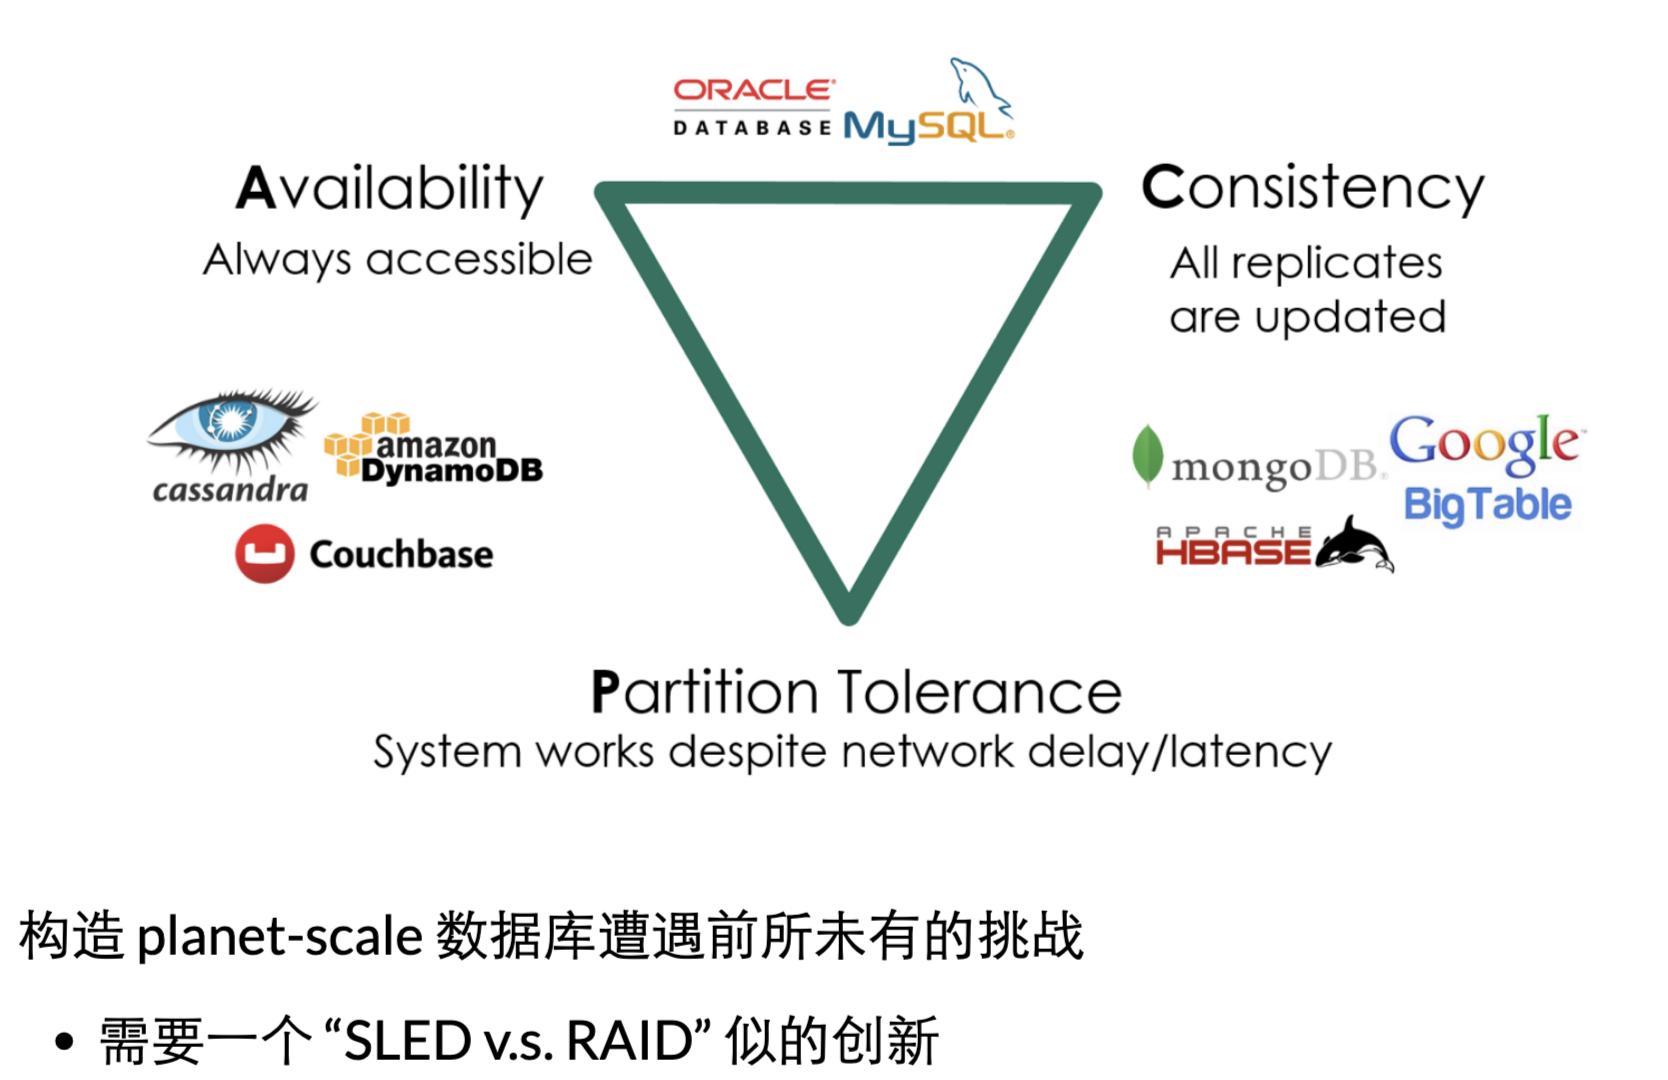 ORACLE®
DATABASE
MySQL®
Availability
Always accessible
Consistency
All replicates
are updated
cassandra
amazon
DynamoDB
Couchbase
mongoDB®
Google™
BigTable
APACHE
HBASE
Partition Tolerance
System works despite network delay/latency
构造 planet-scale 数据库遭遇前所未有的挑战
• 需要一个 “SLED v.s. RAID” 似的创新